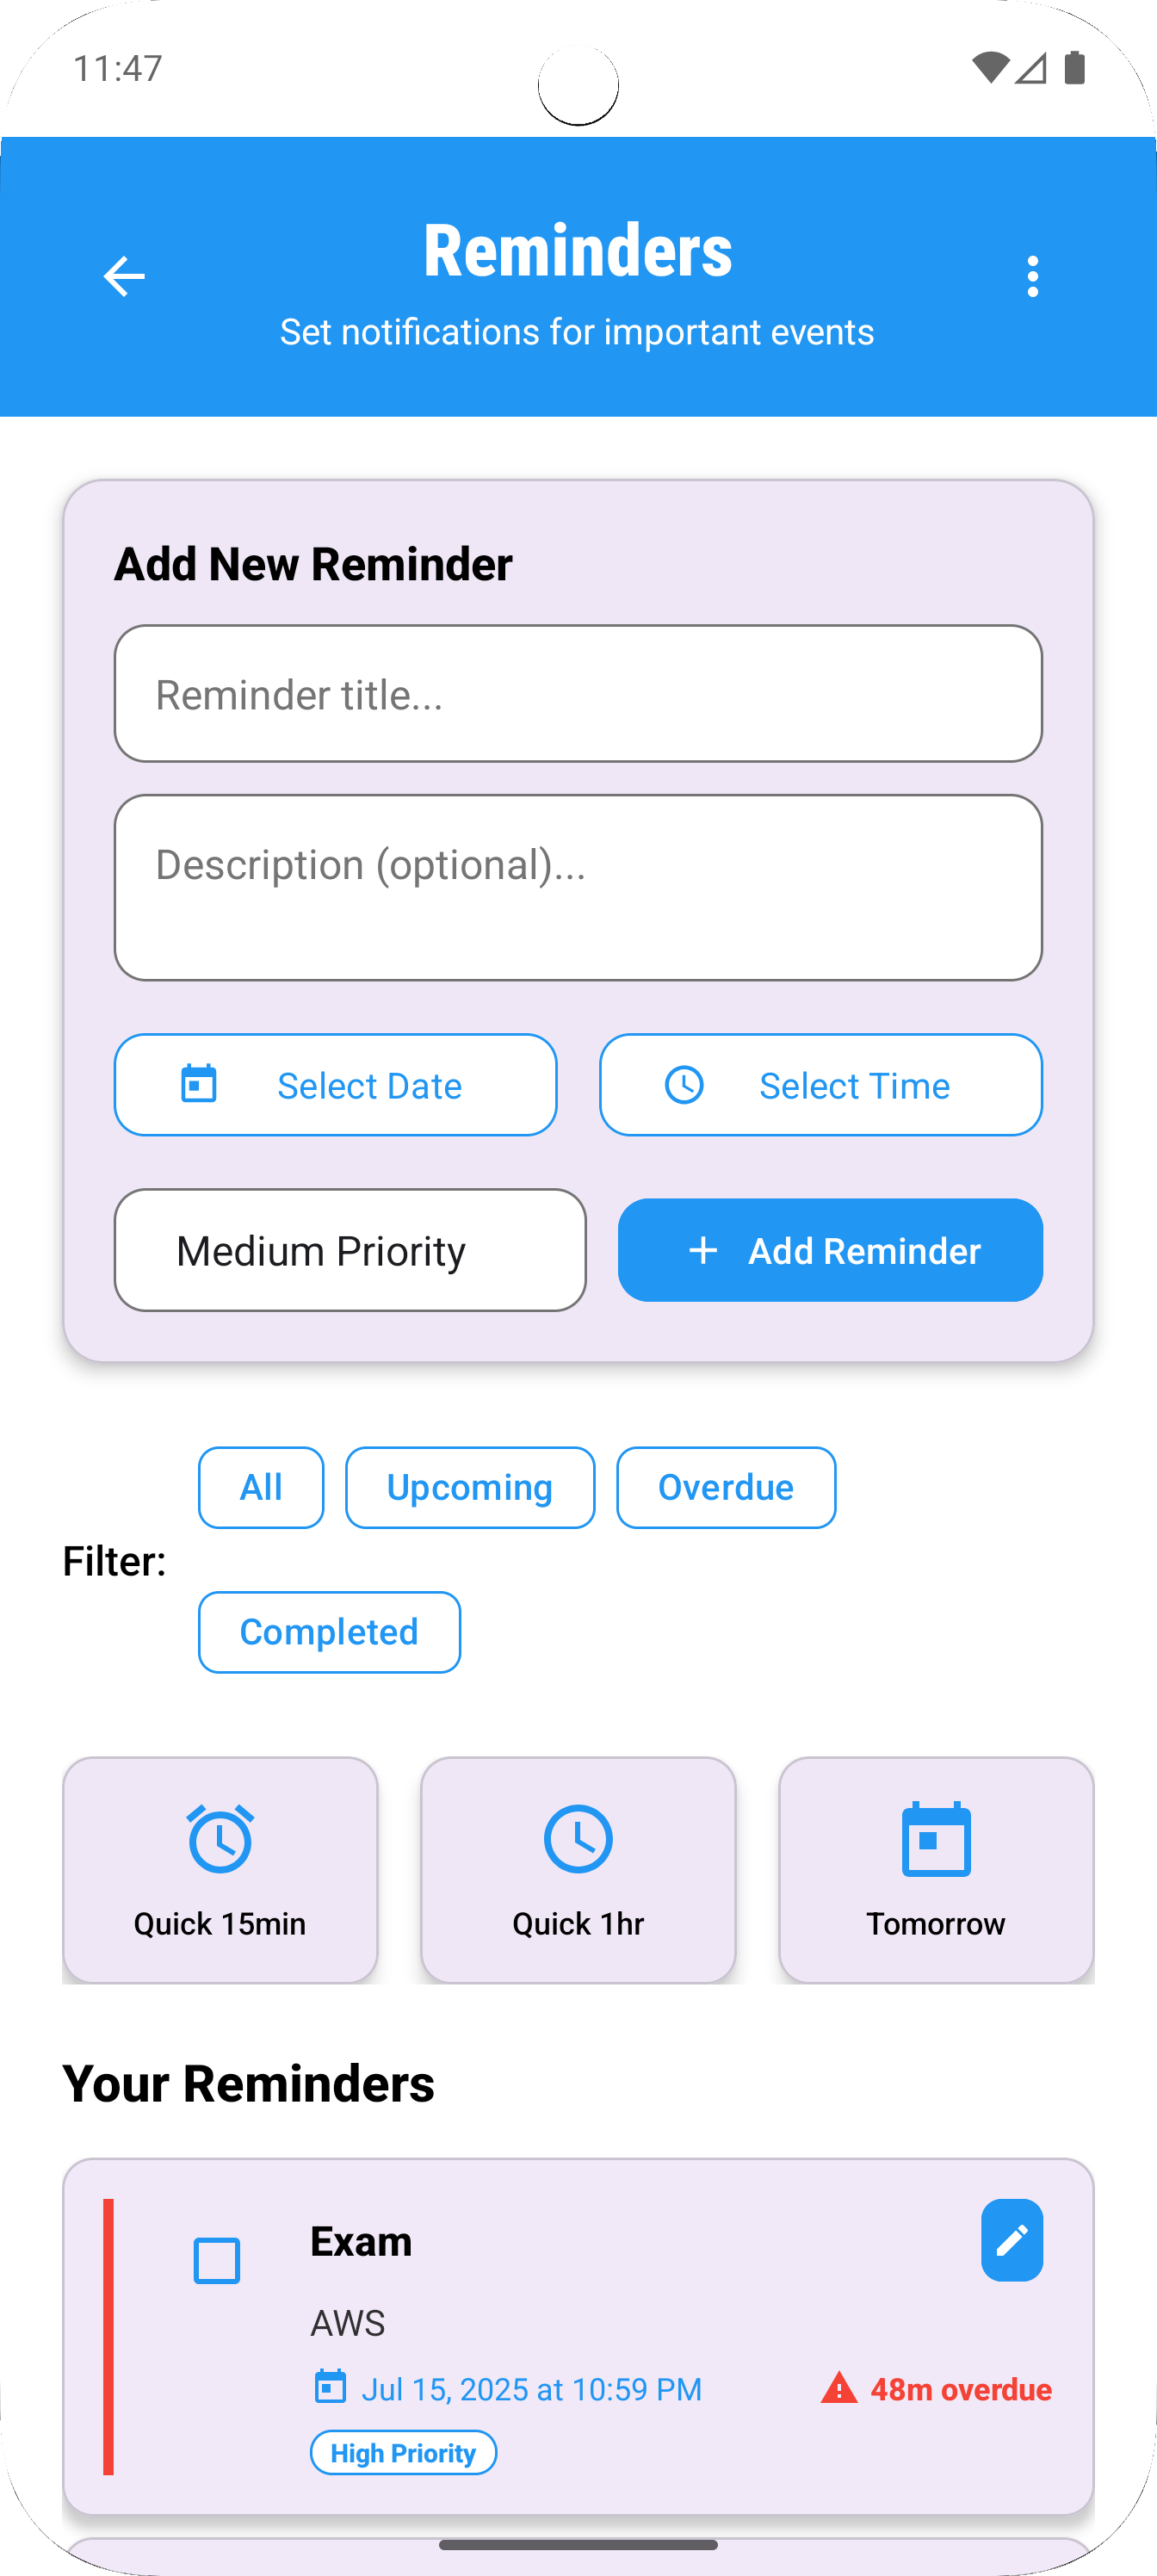 11:47
Reminders
Set notifications for important events
Add New Reminder
Reminder title...
Description (optional)...
Select Date
Select Time
Medium Priority
Add Reminder
All
Upcoming
Overdue
Filter:
Completed
Quick 15min
Quick 1hr
Tomorrow
Your Reminders
Exam
AWS
Jul 15, 2025 at 10:59 PM
48m overdue
High Priority